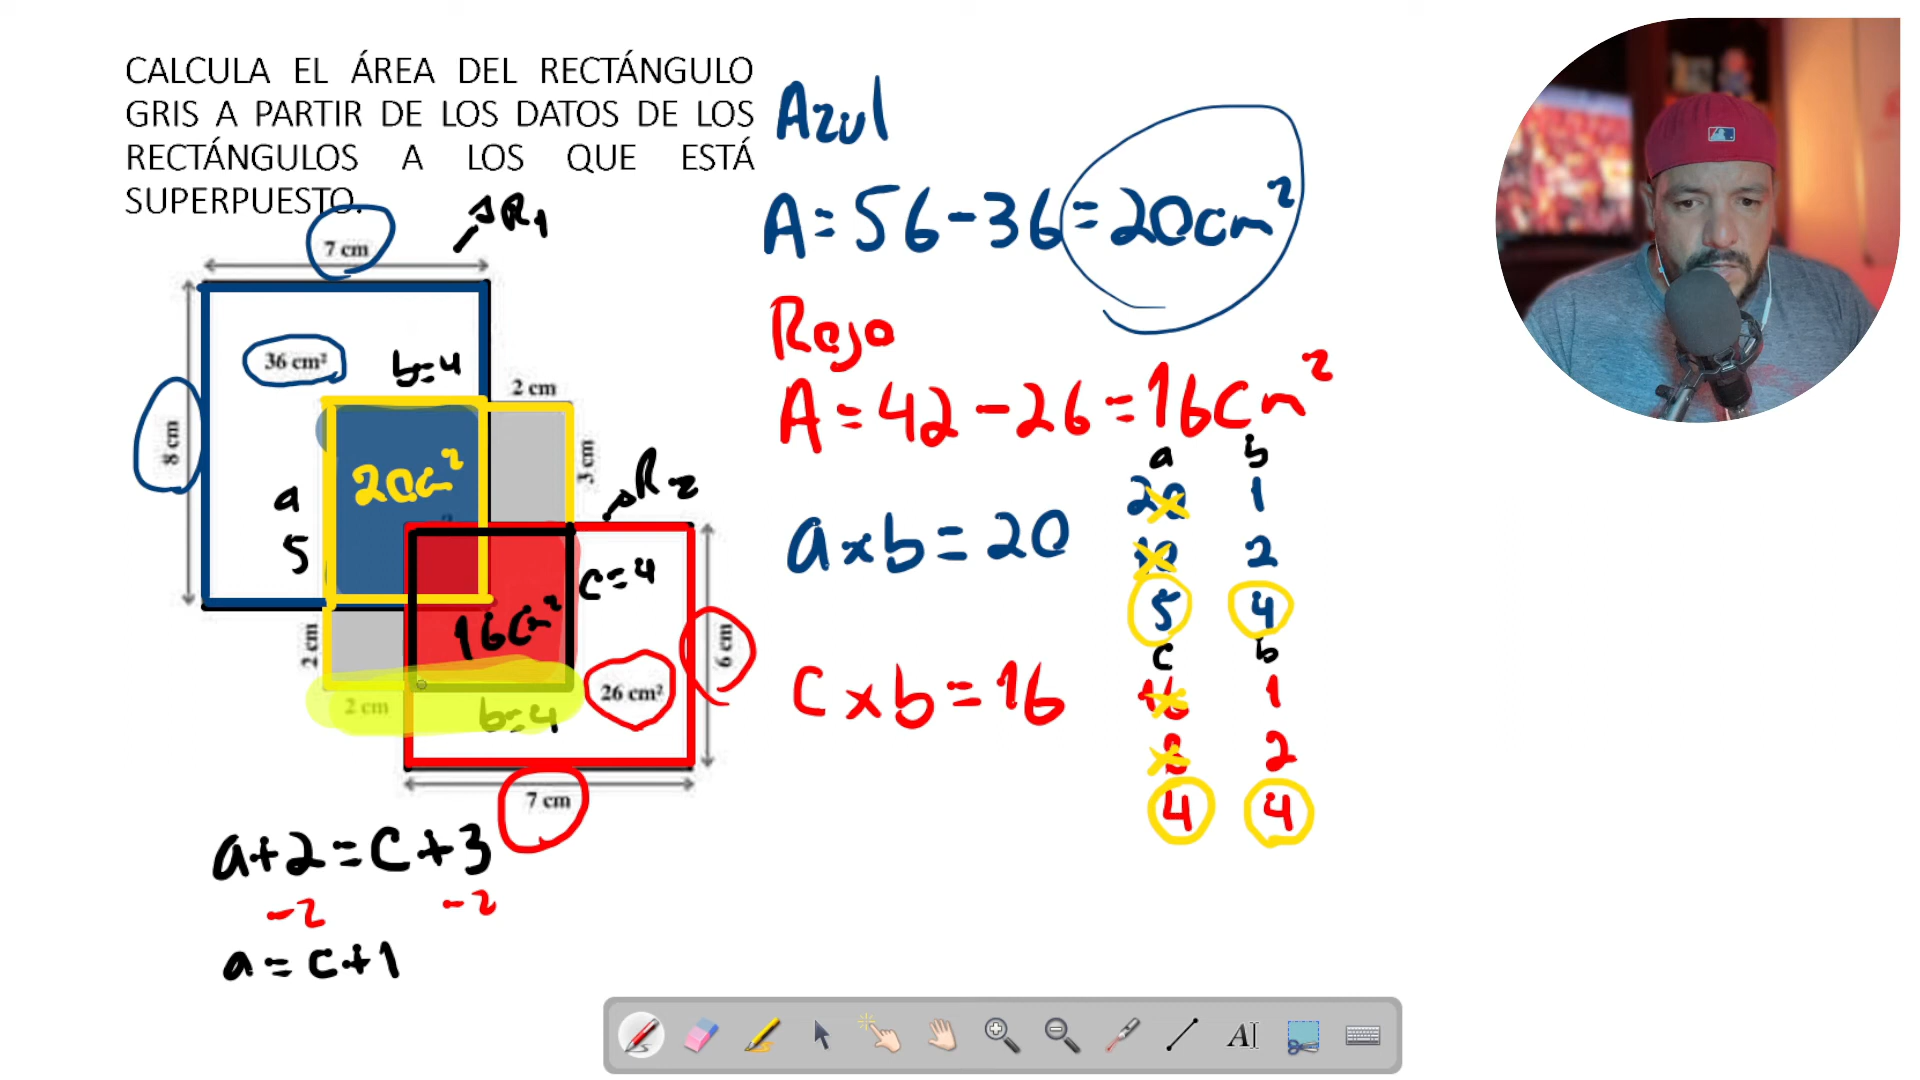 CALCULA EL ÁREA DEL RECTÁNGULO
GRIS A PARTIR DE LOS DATOS DE LOS
RECTÁNGULOS A LOS QUE ESTÁ
SUPERPUESTO.
R1
7 cm
36 cm²
b=4
8 cm
2 cm
3 cm
20cm²
a
5
R2
c=4
16cm²
2 cm
6 cm
26 cm²
2 cm
b=4
7 cm
a+2=c+3
-2 -2
a=c+1
Azul
A=56-36=20cm²
Rojo
A=42-26=16cm²
a b
20 1
axb=20
10 2
5 4
c b
cxb=16
16 1
8 2
4 4
AI